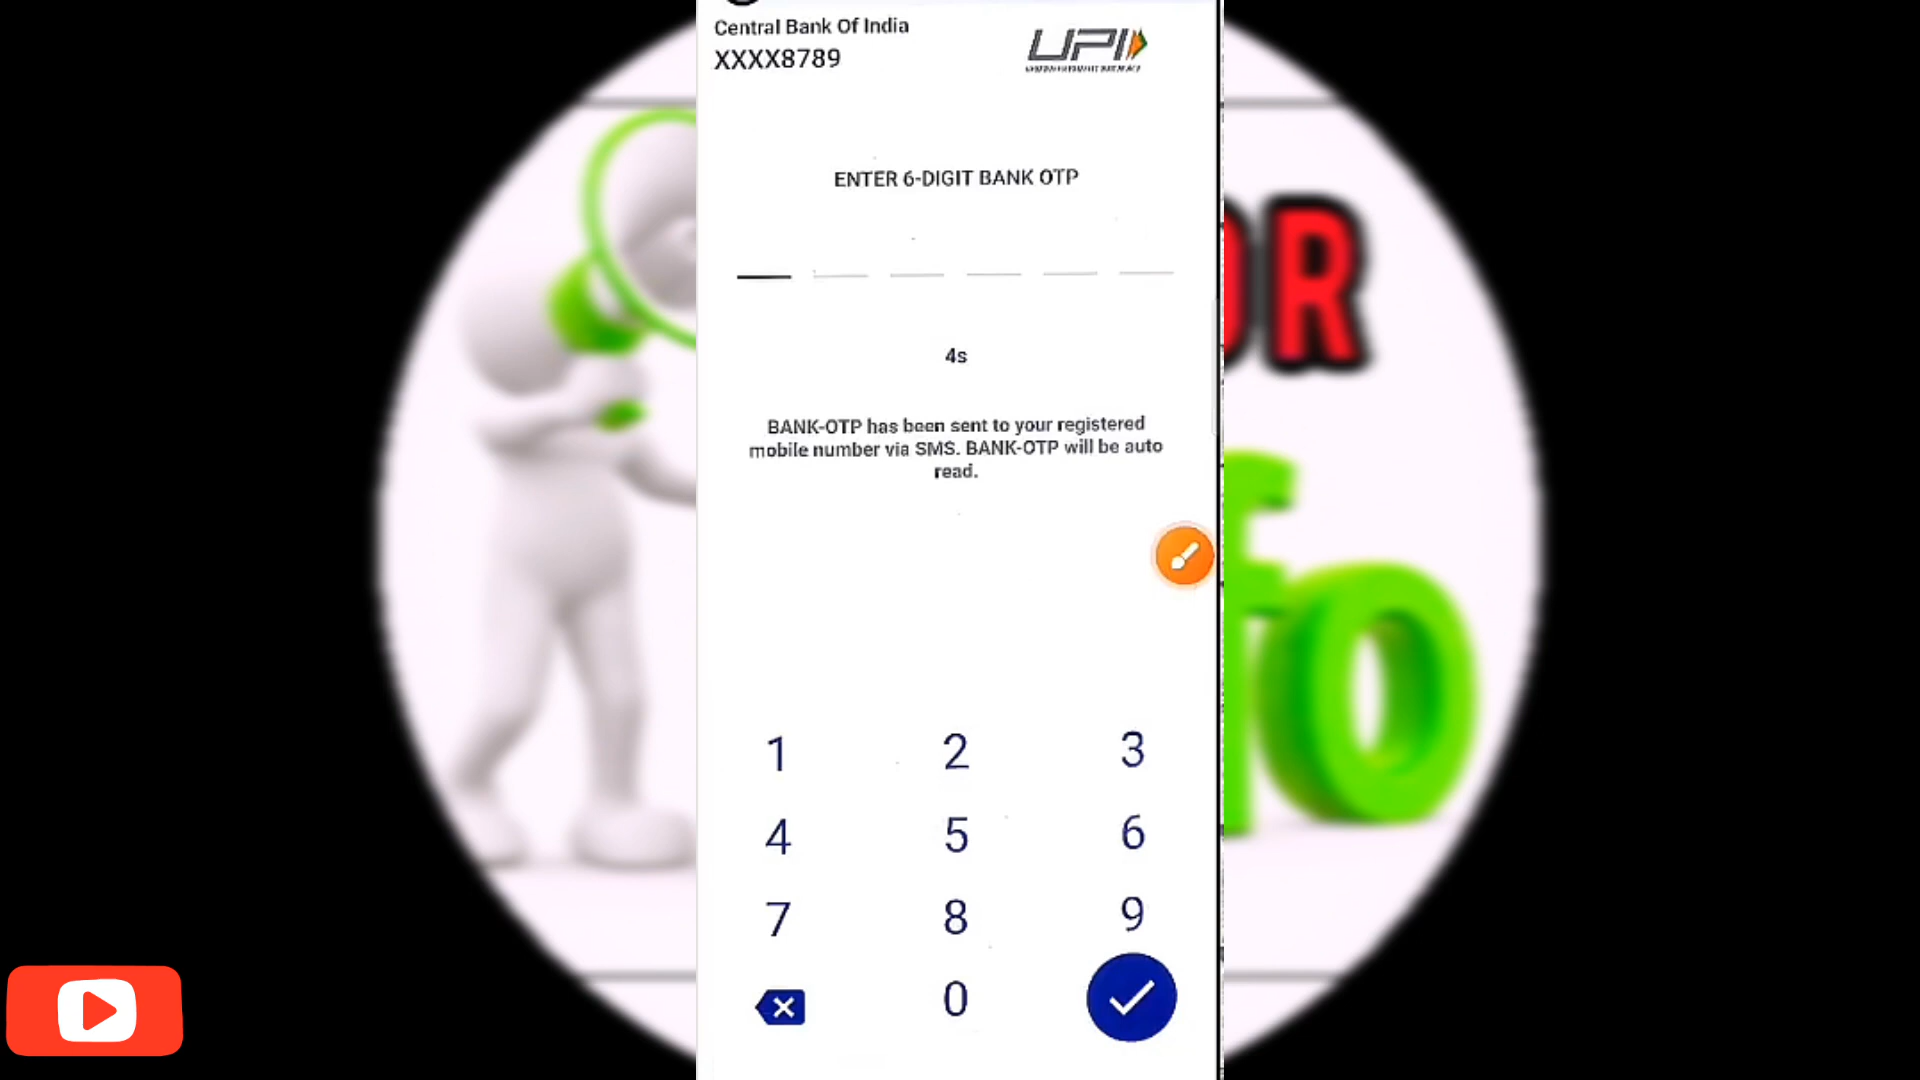 Central Bank Of India
XXXX8789
UPI
ENTER 6-DIGIT BANK OTP
4s
BANK-OTP has been sent to your registered
mobile number via SMS. BANK-OTP will be auto
read.
1 2 3
4 5 6
7 8 9
0
OR
fo